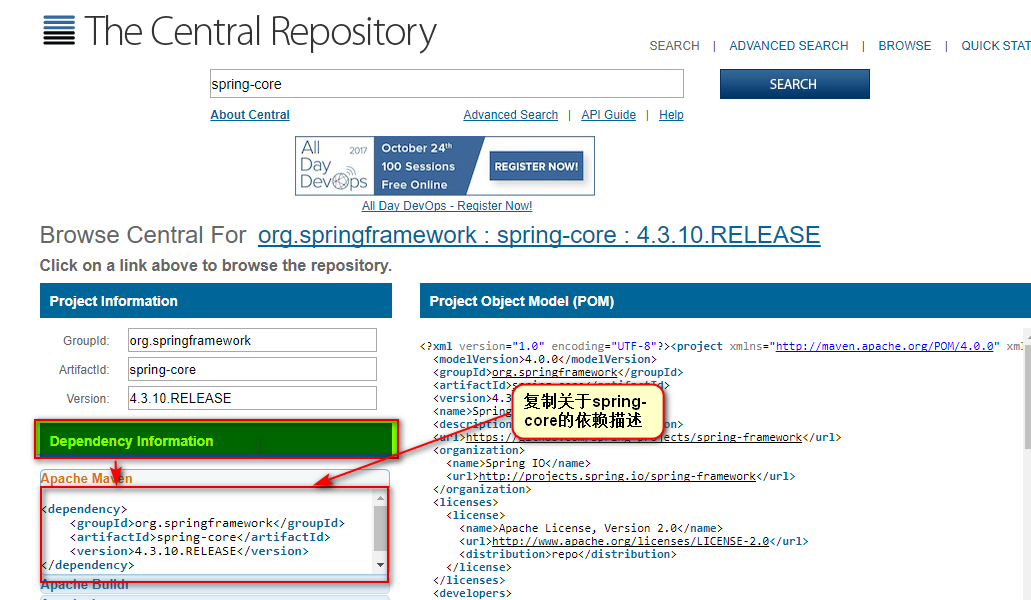 The Central Repository
SEARCH | ADVANCED SEARCH | BROWSE | QUICK STAT
spring-core
SEARCH
About Central
Advanced Search | API Guide | Help
All Day DevOps 2017
October 24th
100 Sessions
Free Online
REGISTER NOW!
All Day DevOps - Register Now!
Browse Central For org.springframework : spring-core : 4.3.10.RELEASE
Click on a link above to browse the repository.
Project Information
GroupId: org.springframework
ArtifactId: spring-core
Version: 4.3.10.RELEASE
Dependency Information
Apache Maven
<dependency>
<groupId>org.springframework</groupId>
<artifactId>spring-core</artifactId>
<version>4.3.10.RELEASE</version>
</dependency>
Apache Buildr
复制关于spring-
core的依赖描述
Project Object Model (POM)
<?xml version="1.0" encoding="UTF-8"?><project xmlns="http://maven.apache.org/POM/4.0.0" xml
<modelVersion>4.0.0</modelVersion>
<groupId>org.springframework</groupId>
<artifactId>
<version>4.3
<name>Spring
<description
<url>https://projects/spring-framework</url>
<organization>
<name>Spring IO</name>
<url>http://projects.spring.io/spring-framework</url>
</organization>
<licenses>
<license>
<name>Apache License, Version 2.0</name>
<url>http://www.apache.org/licenses/LICENSE-2.0</url>
<distribution>repo</distribution>
</license>
</licenses>
<developers>